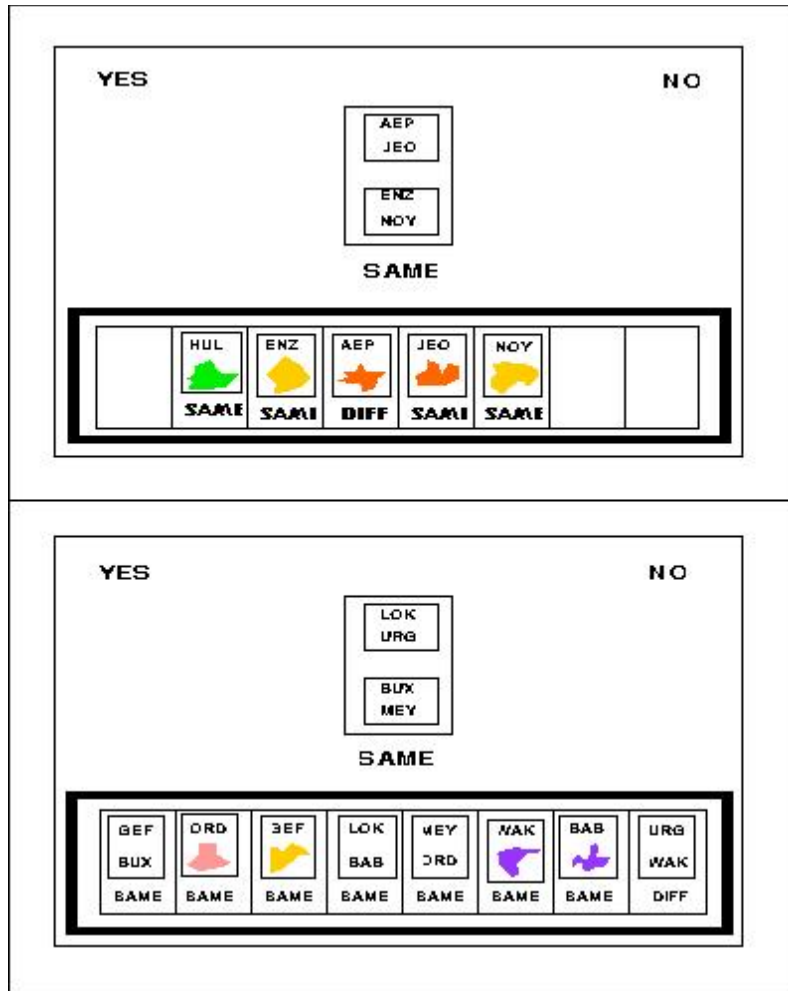 YES NO
AEP
JEO
ENZ
NOY
SAME
HUL ENZ AEP JEO NOY
SAME SAME DIFF SAME SAME
YES NO
LOK
URG
BUX
MEY
SAME
GEF ORD GEF LOK MEY WAK BAB URG
BUX BAB ORD WAK
SAME SAME SAME SAME SAME SAME SAME DIFF